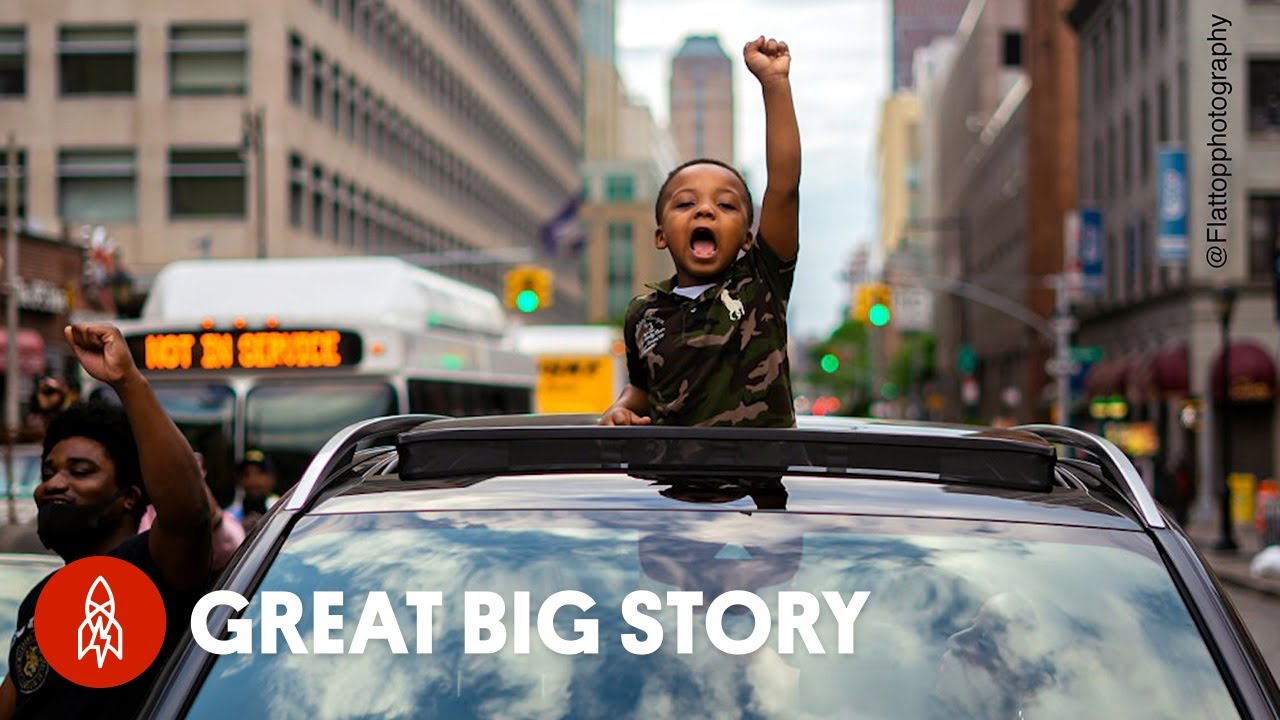 @Flattopphotography
NOT IN SERVICE
GREAT BIG STORY